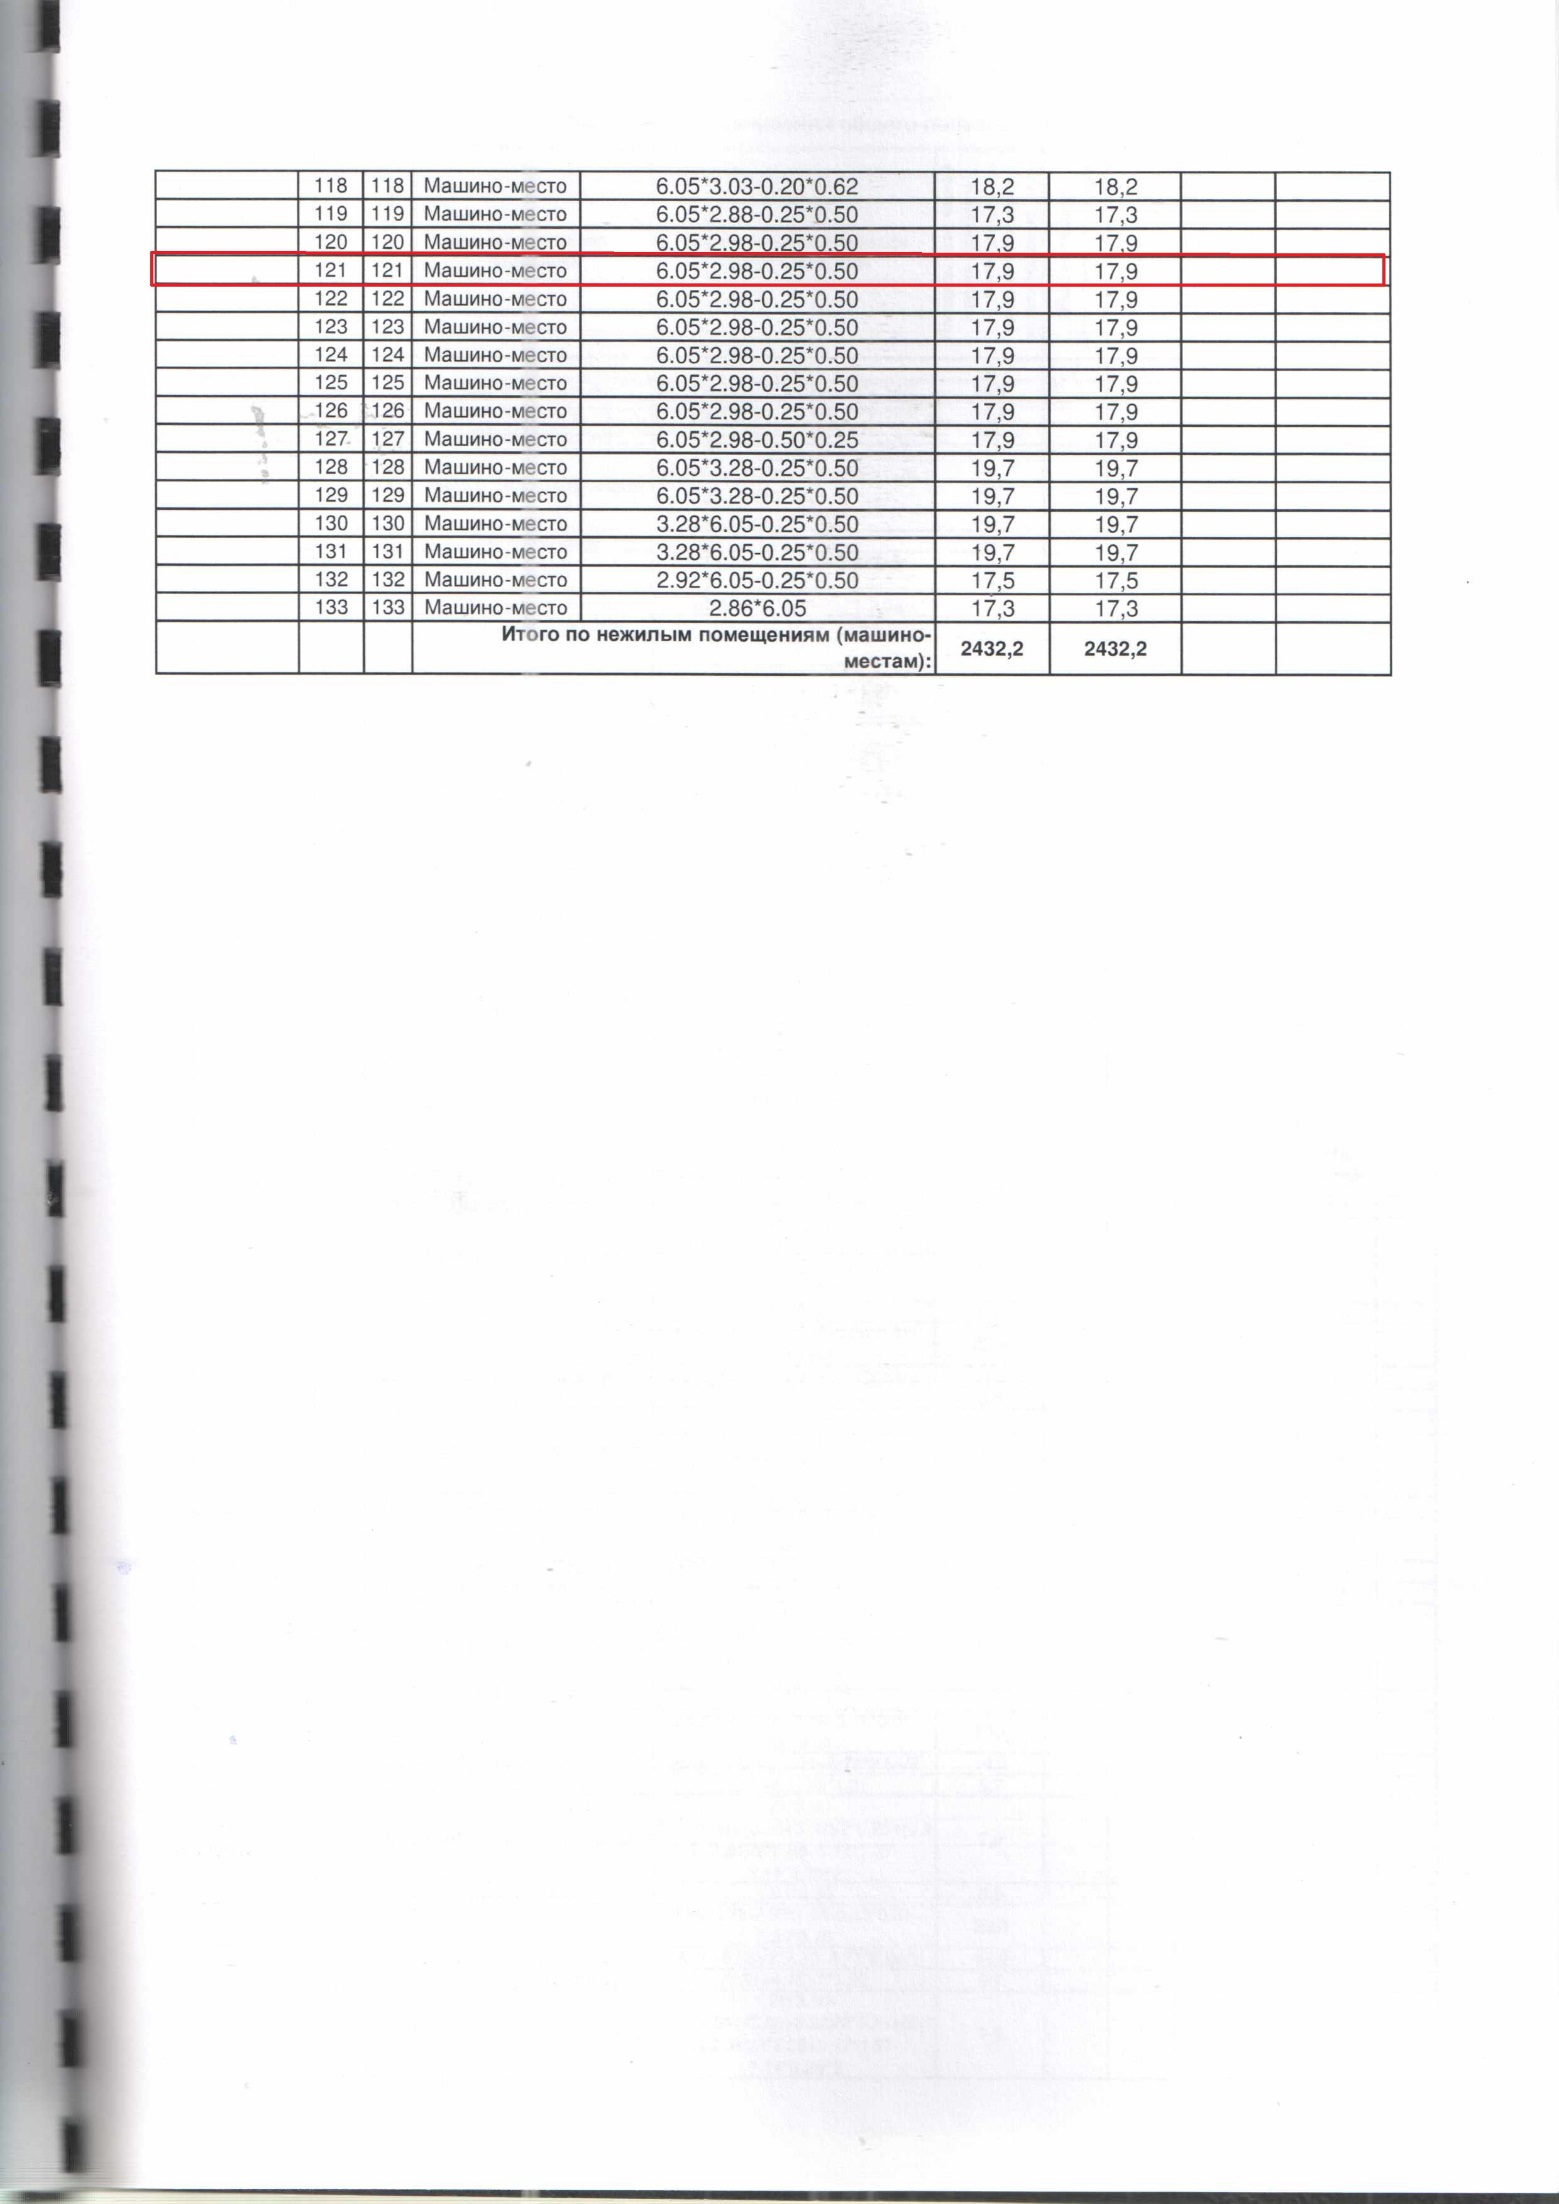 118 118 Машино-место 6.05*3.03-0.20*0.62 18,2 18,2
119 119 Машино-место 6.05*2.88-0.25*0.50 17,3 17,3
120 120 Машино-место 6.05*2.98-0.25*0.50 17,9 17,9
121 121 Машино-место 6.05*2.98-0.25*0.50 17,9 17,9
122 122 Машино-место 6.05*2.98-0.25*0.50 17,9 17,9
123 123 Машино-место 6.05*2.98-0.25*0.50 17,9 17,9
124 124 Машино-место 6.05*2.98-0.25*0.50 17,9 17,9
125 125 Машино-место 6.05*2.98-0.25*0.50 17,9 17,9
126 126 Машино-место 6.05*2.98-0.25*0.50 17,9 17,9
127 127 Машино-место 6.05*2.98-0.50*0.25 17,9 17,9
128 128 Машино-место 6.05*3.28-0.25*0.50 19,7 19,7
129 129 Машино-место 6.05*3.28-0.25*0.50 19,7 19,7
130 130 Машино-место 3.28*6.05-0.25*0.50 19,7 19,7
131 131 Машино-место 3.28*6.05-0.25*0.50 19,7 19,7
132 132 Машино-место 2.92*6.05-0.25*0.50 17,5 17,5
133 133 Машино-место 2.86*6.05 17,3 17,3
Итого по нежилым помещениям (машино-
местам): 2432,2 2432,2